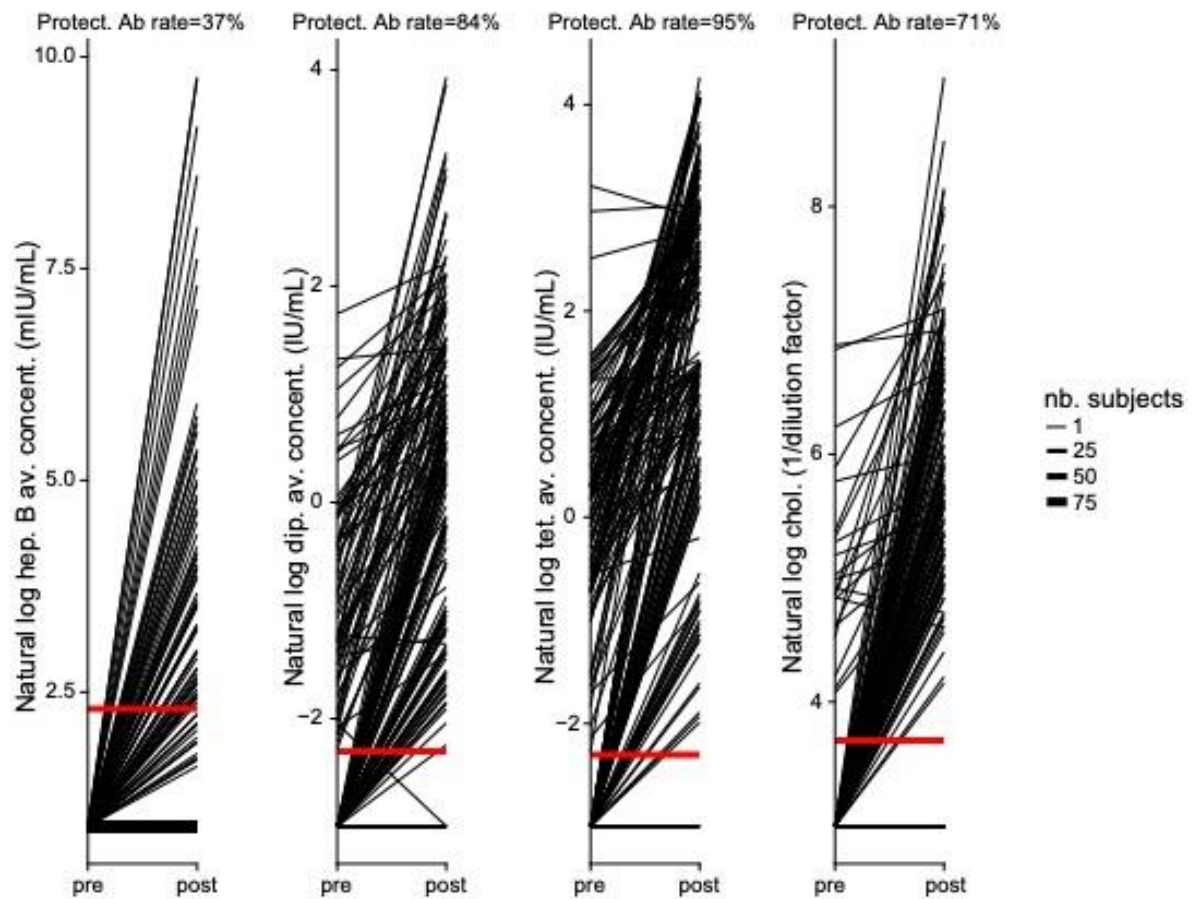 Protect. Ab rate=37%
Protect. Ab rate=84%
Protect. Ab rate=95%
Protect. Ab rate=71%
Natural log hep. B av. concent. (mIU/mL)
10.0
7.5
5.0
2.5
pre
post
Natural log dip. av. concent. (IU/mL)
4
2
0
−2
pre
post
Natural log tet. av. concent. (IU/mL)
4
2
0
−2
pre
post
Natural log chol. (1/dilution factor)
8
6
4
pre
post
nb. subjects
1
25
50
75